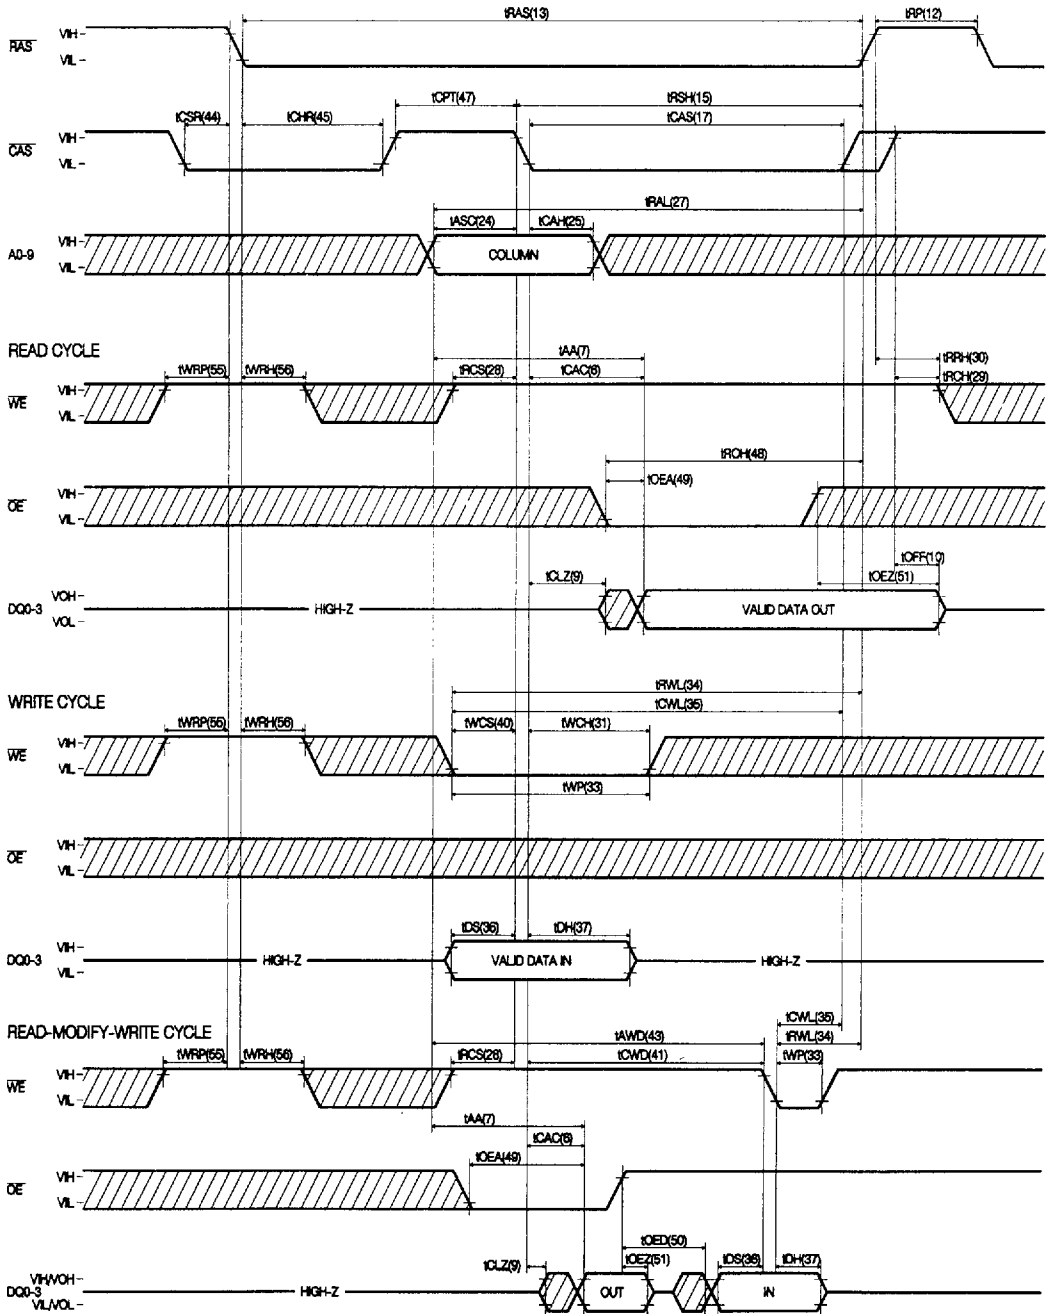 tRAS(13) tRP(12)
RAS VIH
VIL
tCPT(47) tRSH(15)
tCSR(44) tCHR(45) tCAS(17)
CAS VIH
VIL
tRAL(27)
tASC(24) tCAH(25)
A0-9 VIH COLUMN
VIL
READ CYCLE
tAA(7) tRRH(30)
tWRP(55) tWRH(56) tRCS(28) tCAC(6) tRCH(29)
WE VIH
VIL
tROH(48)
tOEA(49)
OE VIH
VIL
tOFF(10)
tCLZ(9) tOEZ(51)
DQ0-3 VOH HIGH-Z VALID DATA OUT
VOL
WRITE CYCLE
tRWL(34)
tCWL(35)
tWRP(55) tWRH(56) tWCS(40) tWCH(31)
WE VIH
VIL
tWP(33)
OE VIH
VIL
tDS(36) tDH(37)
DQ0-3 VIH HIGH-Z VALID DATA IN HIGH-Z
VIL
READ-MODIFY-WRITE CYCLE
tCWL(35)
tAWD(43) tRWL(34)
tWRP(55) tWRH(56) tRCS(28) tCWD(41) tWP(33)
WE VIH
VIL
tAA(7)
tCAC(6)
tOEA(49)
OE VIH
VIL
tOED(50)
tCLZ(9) tOEZ(51) tDS(36) tDH(37)
DQ0-3 VIH/VOH HIGH-Z OUT IN
VIL/VOL